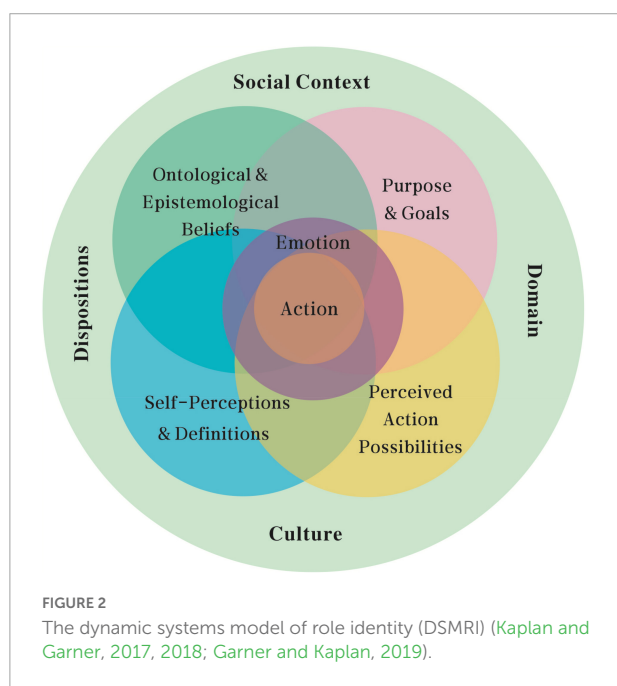 Social Context
Ontological &
Epistemological
Beliefs
Purpose
& Goals
Emotion
Dispositions
Domain
Action
Self-Perceptions
& Definitions
Perceived
Action
Possibilities
Culture
FIGURE 2
The dynamic systems model of role identity (DSMRI) (Kaplan and
Garner, 2017, 2018; Garner and Kaplan, 2019).